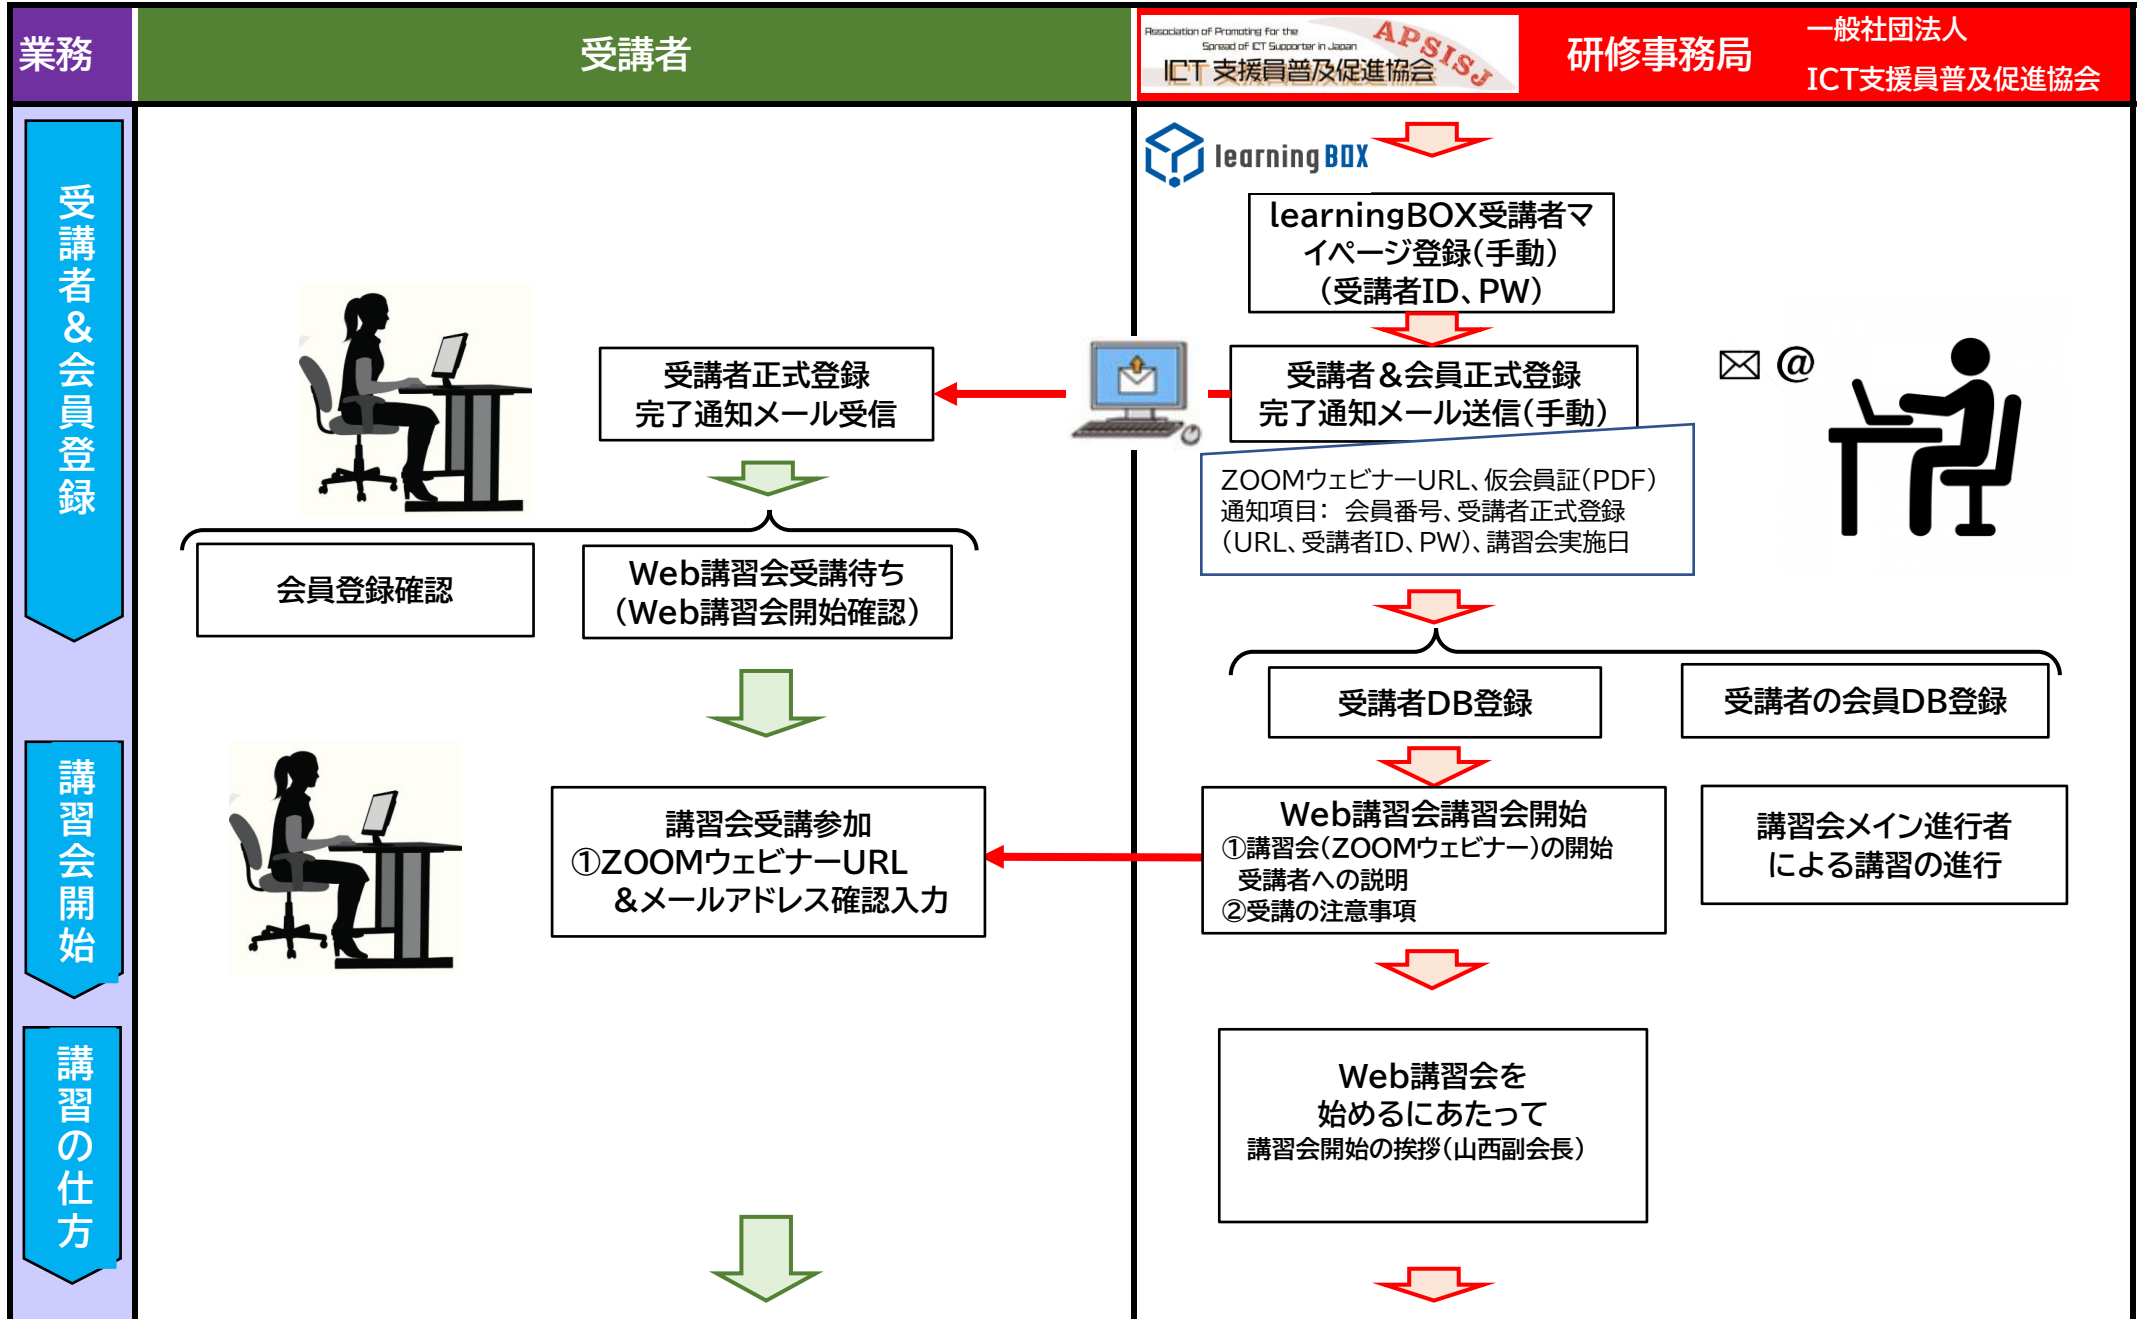 業務
受講者
Association of Promoting for the
Spread of ICT Supporter in Japan
APSISJ
ICT 支援員普及促進協会
研修事務局
一般社団法人
ICT支援員普及促進協会
受講者&会員登録
learningBOX
learningBOX受講者マ
イページ登録(手動)
(受講者ID、PW)
受講者正式登録
完了通知メール受信
受講者&会員正式登録
完了通知メール送信(手動)
@
ZOOMウェビナーURL、仮会員証(PDF)
通知項目: 会員番号、受講者正式登録
(URL、受講者ID、PW)、講習会実施日
会員登録確認
Web講習会受講待ち
(Web講習会開始確認)
受講者DB登録
受講者の会員DB登録
講習会開始
講習会受講参加
①ZOOMウェビナーURL
&メールアドレス確認入力
Web講習会講習会開始
①講習会(ZOOMウェビナー)の開始
受講者への説明
②受講の注意事項
講習会メイン進行者
による講習の進行
講習の仕方
Web講習会を
始めるにあたって
講習会開始の挨拶(山西副会長)